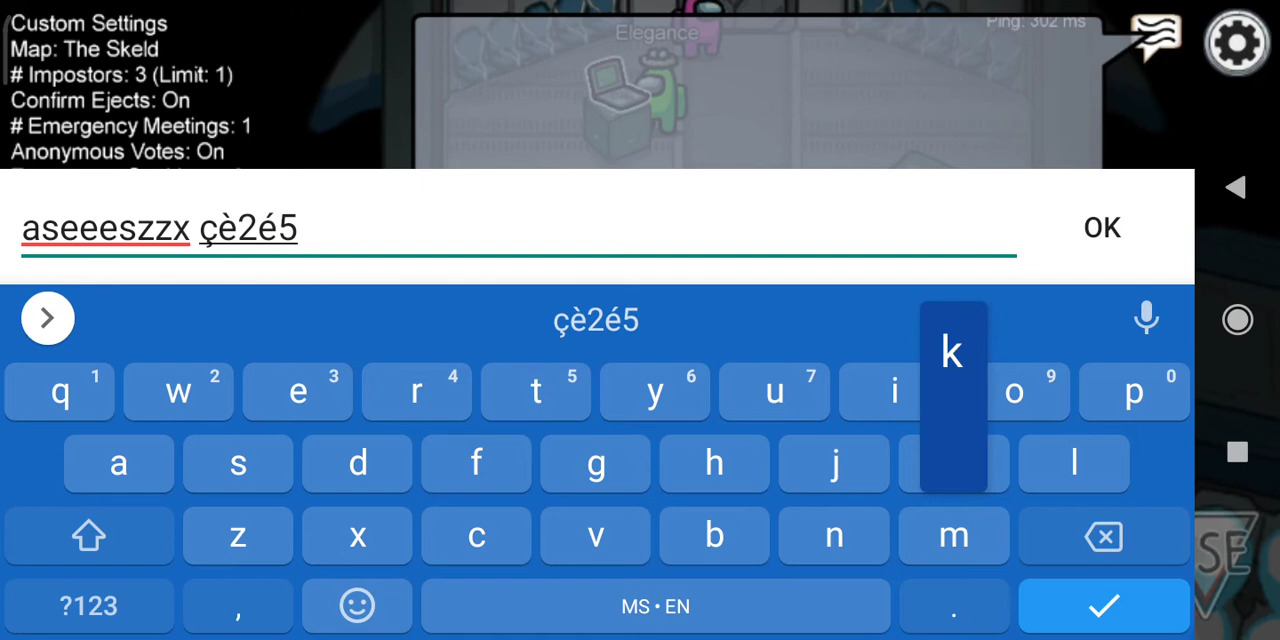 Custom Settings
Map: The Skeld
# Impostors: 3 (Limit: 1)
Confirm Ejects: On
# Emergency Meetings: 1
Anonymous Votes: On
Elegance
Ping: 302 ms
aseeeszzx çè2é5
OK
çè2é5
k
q 1 w 2 e 3 r 4 t 5 y 6 u 7 i o 9 p 0
a s d f g h j l
z x c v b n m
?123 , MS • EN .
SE